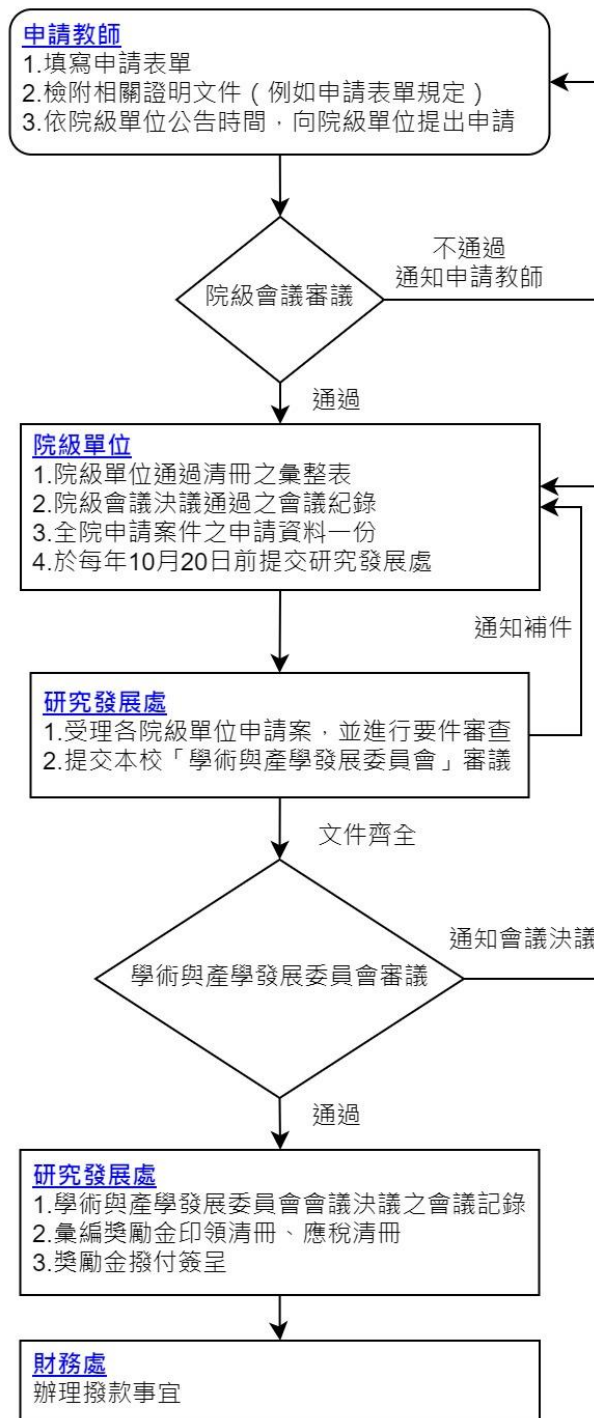 申請教師
1.填寫申請表單
2.檢附相關證明文件（例如申請表單規定）
3.依院級單位公告時間，向院級單位提出申請
不通過
通知申請教師
院級會議審議
通過
院級單位
1.院級單位通過清冊之彙整表
2.院級會議決議通過之會議紀錄
3.全院申請案件之申請資料一份
4.於每年10月20日前提交研究發展處
通知補件
研究發展處
1.受理各院級單位申請案，並進行要件審查
2.提交本校「學術與產學發展委員會」審議
文件齊全
通知會議決議
學術與產學發展委員會審議
通過
研究發展處
1.學術與產學發展委員會會議決議之會議記錄
2.彙編獎勵金印領清冊、應稅清冊
3.獎勵金撥付簽呈
財務處
辦理撥款事宜